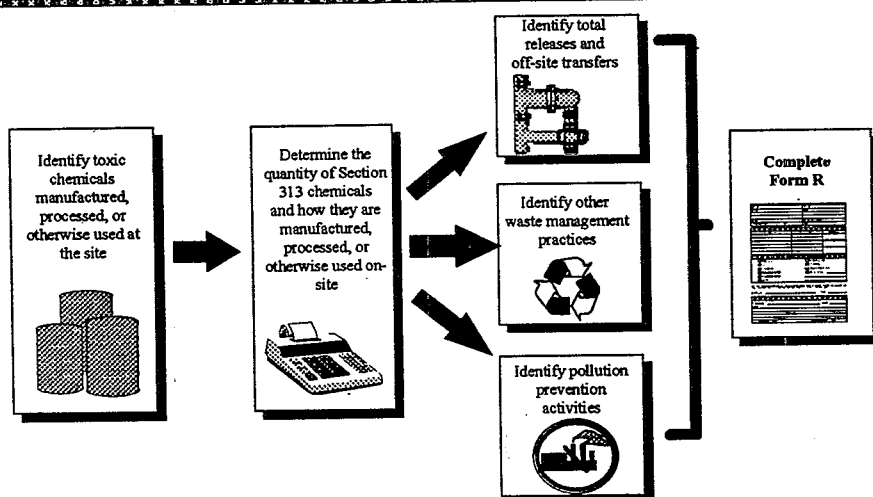 Identify toxic
chemicals
manufactured,
processed, or
otherwise used at
the site
Determine the
quantity of Section
313 chemicals
and how they are
manufactured,
processed, or
otherwise used on-
site
Identify total
releases and
off-site transfers
Identify other
waste management
practices
Identify pollution
prevention
activities
Complete
Form R